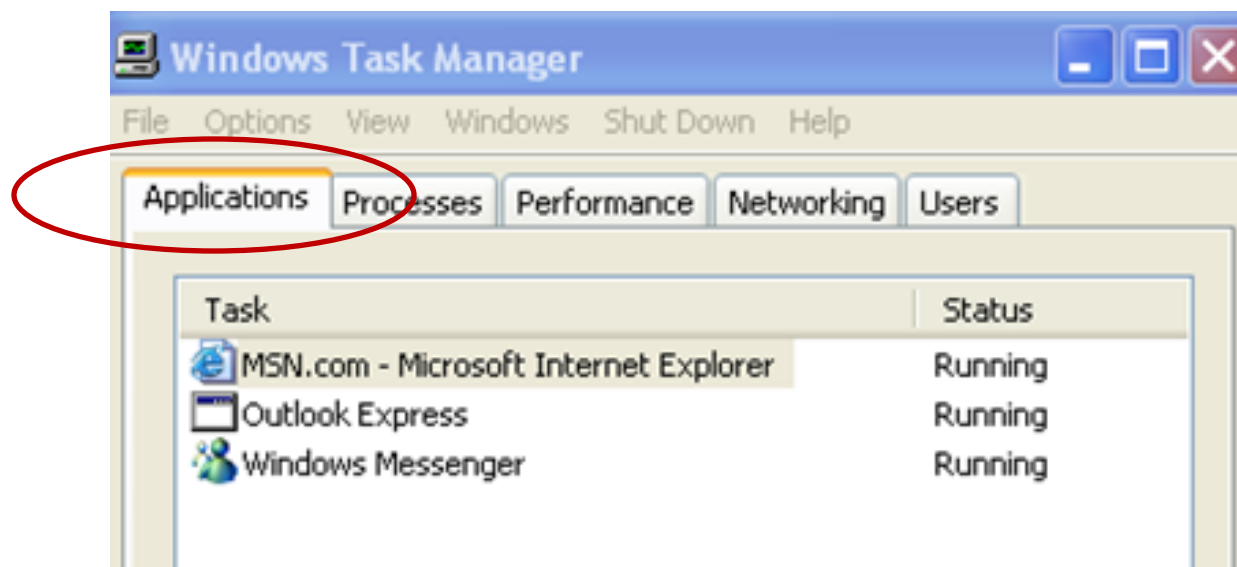 Windows Task Manager
File Options View Windows Shut Down Help
Applications Processes Performance Networking Users
Task Status
MSN.com - Microsoft Internet Explorer Running
Outlook Express Running
Windows Messenger Running